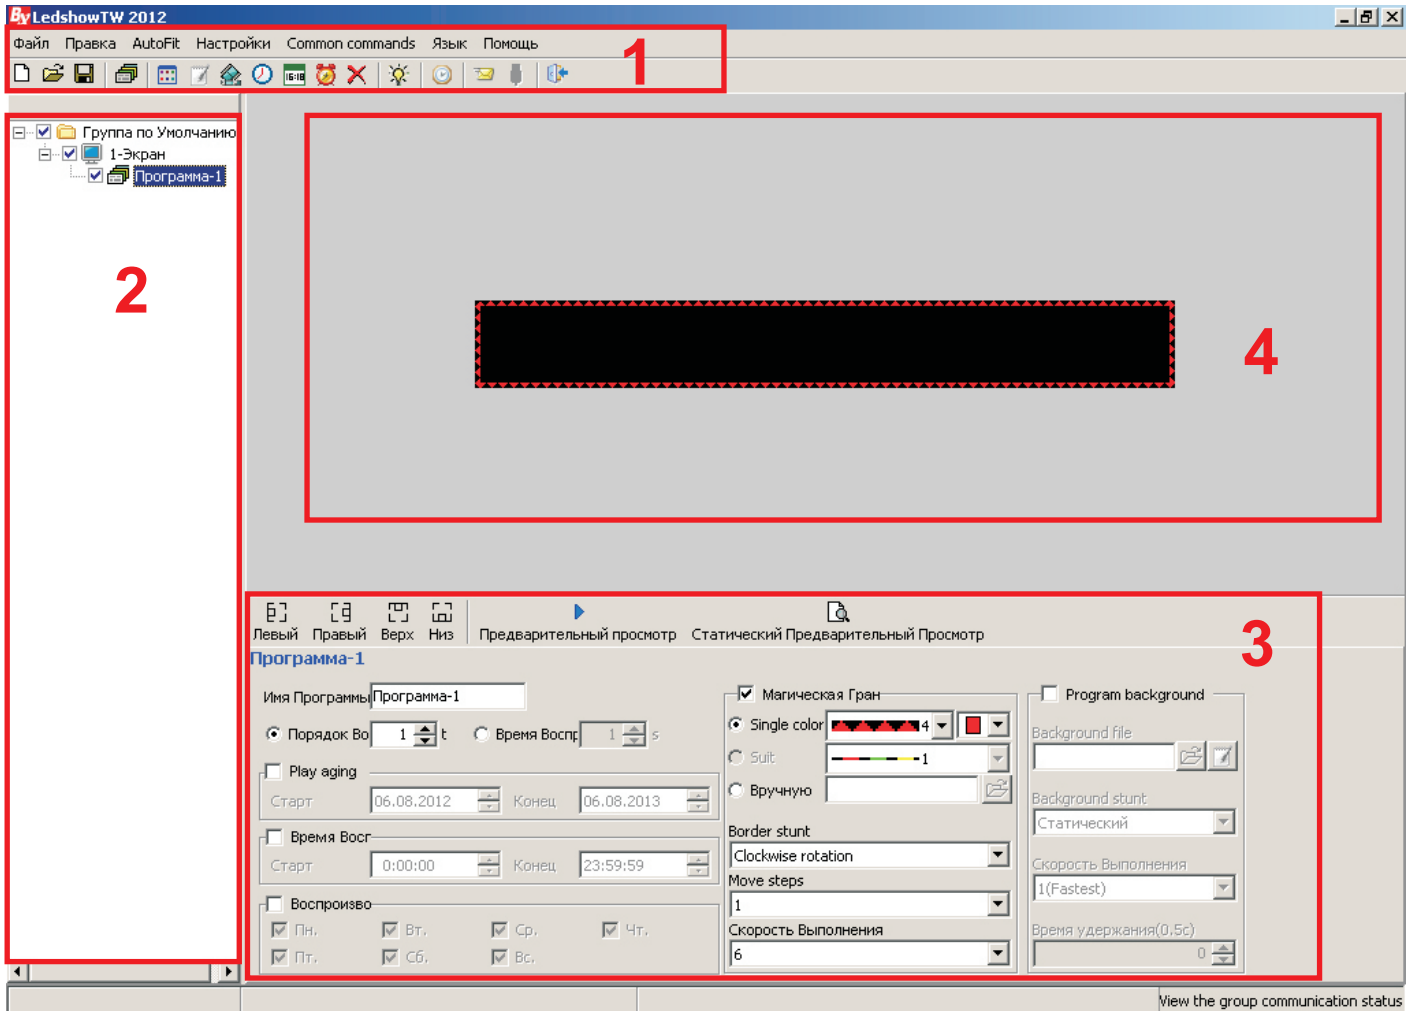 By LedshowTW 2012
Файл Правка AutoFit Настройки Common commands Язык Помощь
1
16:18
Группа по Умолчанию
1-Экран
Программа-1
2
4
3
Левый Правый Верх Низ Предварительный просмотр Статический Предварительный Просмотр
Программа-1
Имя Программы Программа-1
Порядок Во 1 t Время Воспр 1 s
Play aging
Старт 06.08.2012 Конец 06.08.2013
Время Восг
Старт 0:00:00 Конец 23:59:59
Воспроизво
Пн. Вт. Ср. Чт.
Пт. Сб. Вс.
Магическая Гран
Single color 4
Suit 1
Вручную
Border stunt
Clockwise rotation
Move steps
1
Скорость Выполнения
6
Program background
Background file
Background stunt
Статический
Скорость Выполнения
1(Fastest)
Время удержания(0.5с)
0
View the group communication status